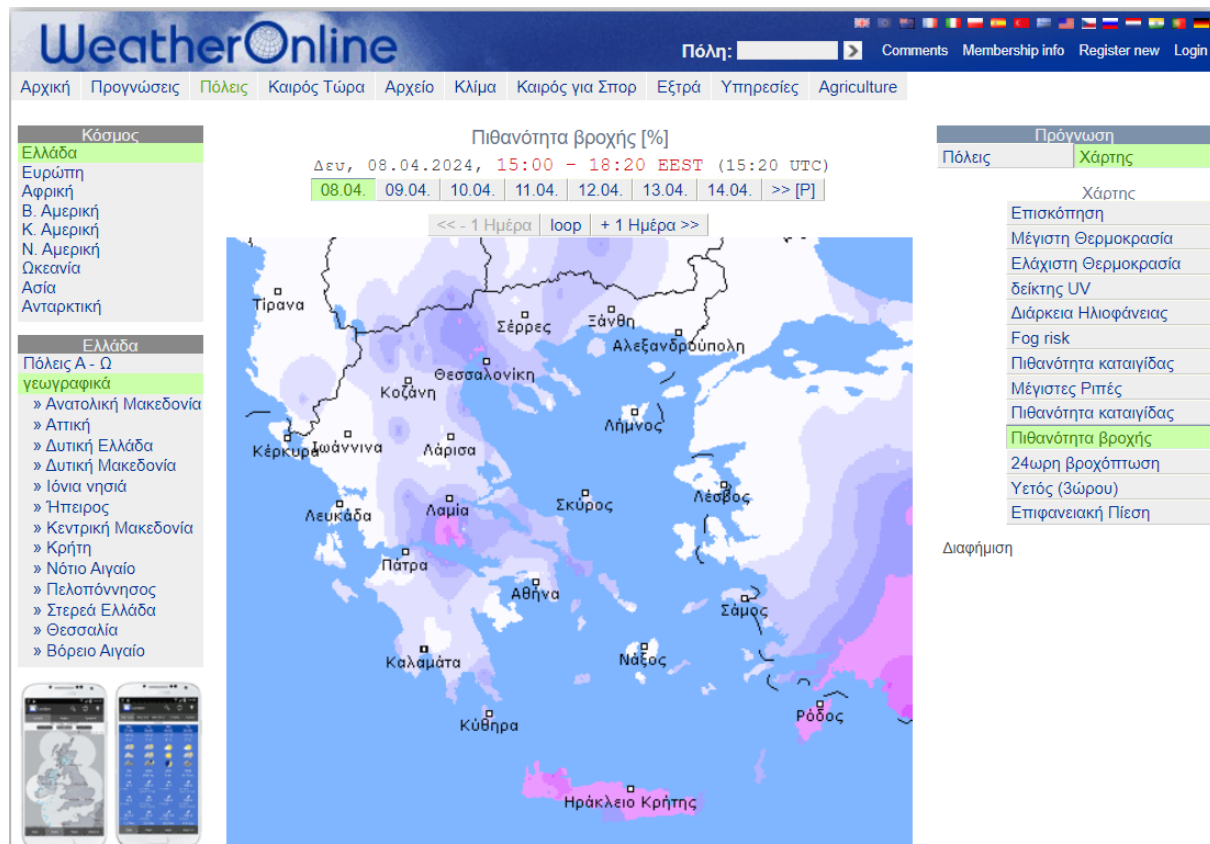 WeatherOnline
Πόλη:
Comments Membership info Register new Login
Αρχική Προγνώσεις Πόλεις Καιρός Τώρα Αρχείο Κλίμα Καιρός για Σπορ Εξτρά Υπηρεσίες Agriculture
Κόσμος
Ελλάδα
Ευρώπη
Αφρική
Β. Αμερική
Κ. Αμερική
Ν. Αμερική
Ωκεανία
Ασία
Ανταρκτική
Ελλάδα
Πόλεις Α - Ω
γεωγραφικά
» Ανατολική Μακεδονία
» Αττική
» Δυτική Ελλάδα
» Δυτική Μακεδονία
» Ιόνια νησιά
» Ήπειρος
» Κεντρική Μακεδονία
» Κρήτη
» Νότιο Αιγαίο
» Πελοπόννησος
» Στερεά Ελλάδα
» Θεσσαλία
» Βόρειο Αιγαίο
Πιθανότητα βροχής [%]
Δευ, 08.04.2024, 15:00 - 18:20 EEST (15:20 UTC)
08.04. 09.04. 10.04. 11.04. 12.04. 13.04. 14.04. >> [P]
<< - 1 Ημέρα loop + 1 Ημέρα >>
Τίρανα
Σέρρες
Ξάνθη
Αλεξανδρούπολη
Θεσσαλονίκη
Κοζάνη
Λήμνος
Κέρκυρα
Ιωάννινα
Λάρισα
Λευκάδα
Λαμία
Σκύρος
Λέσβος
Πάτρα
Αθήνα
Σάμος
Καλαμάτα
Νάξος
Κύθηρα
Ρόδος
Ηράκλειο Κρήτης
Πρόγνωση
Πόλεις Χάρτης
Χάρτης
Επισκόπηση
Μέγιστη Θερμοκρασία
Ελάχιστη Θερμοκρασία
δείκτης UV
Διάρκεια Ηλιοφάνειας
Fog risk
Πιθανότητα καταιγίδας
Μέγιστες Ριπές
Πιθανότητα καταιγίδας
Πιθανότητα βροχής
24ωρη βροχόπτωση
Υετός (3ώρου)
Επιφανειακή Πίεση
Διαφήμιση